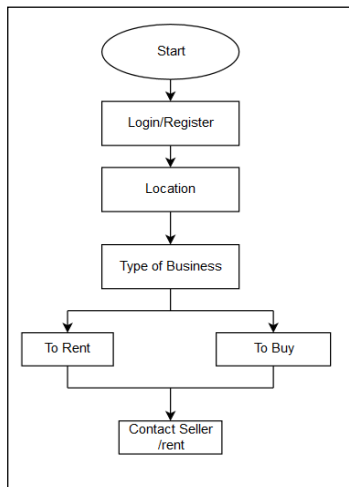 Start
Login/Register
Location
Type of Business
To Rent
To Buy
Contact Seller
/rent